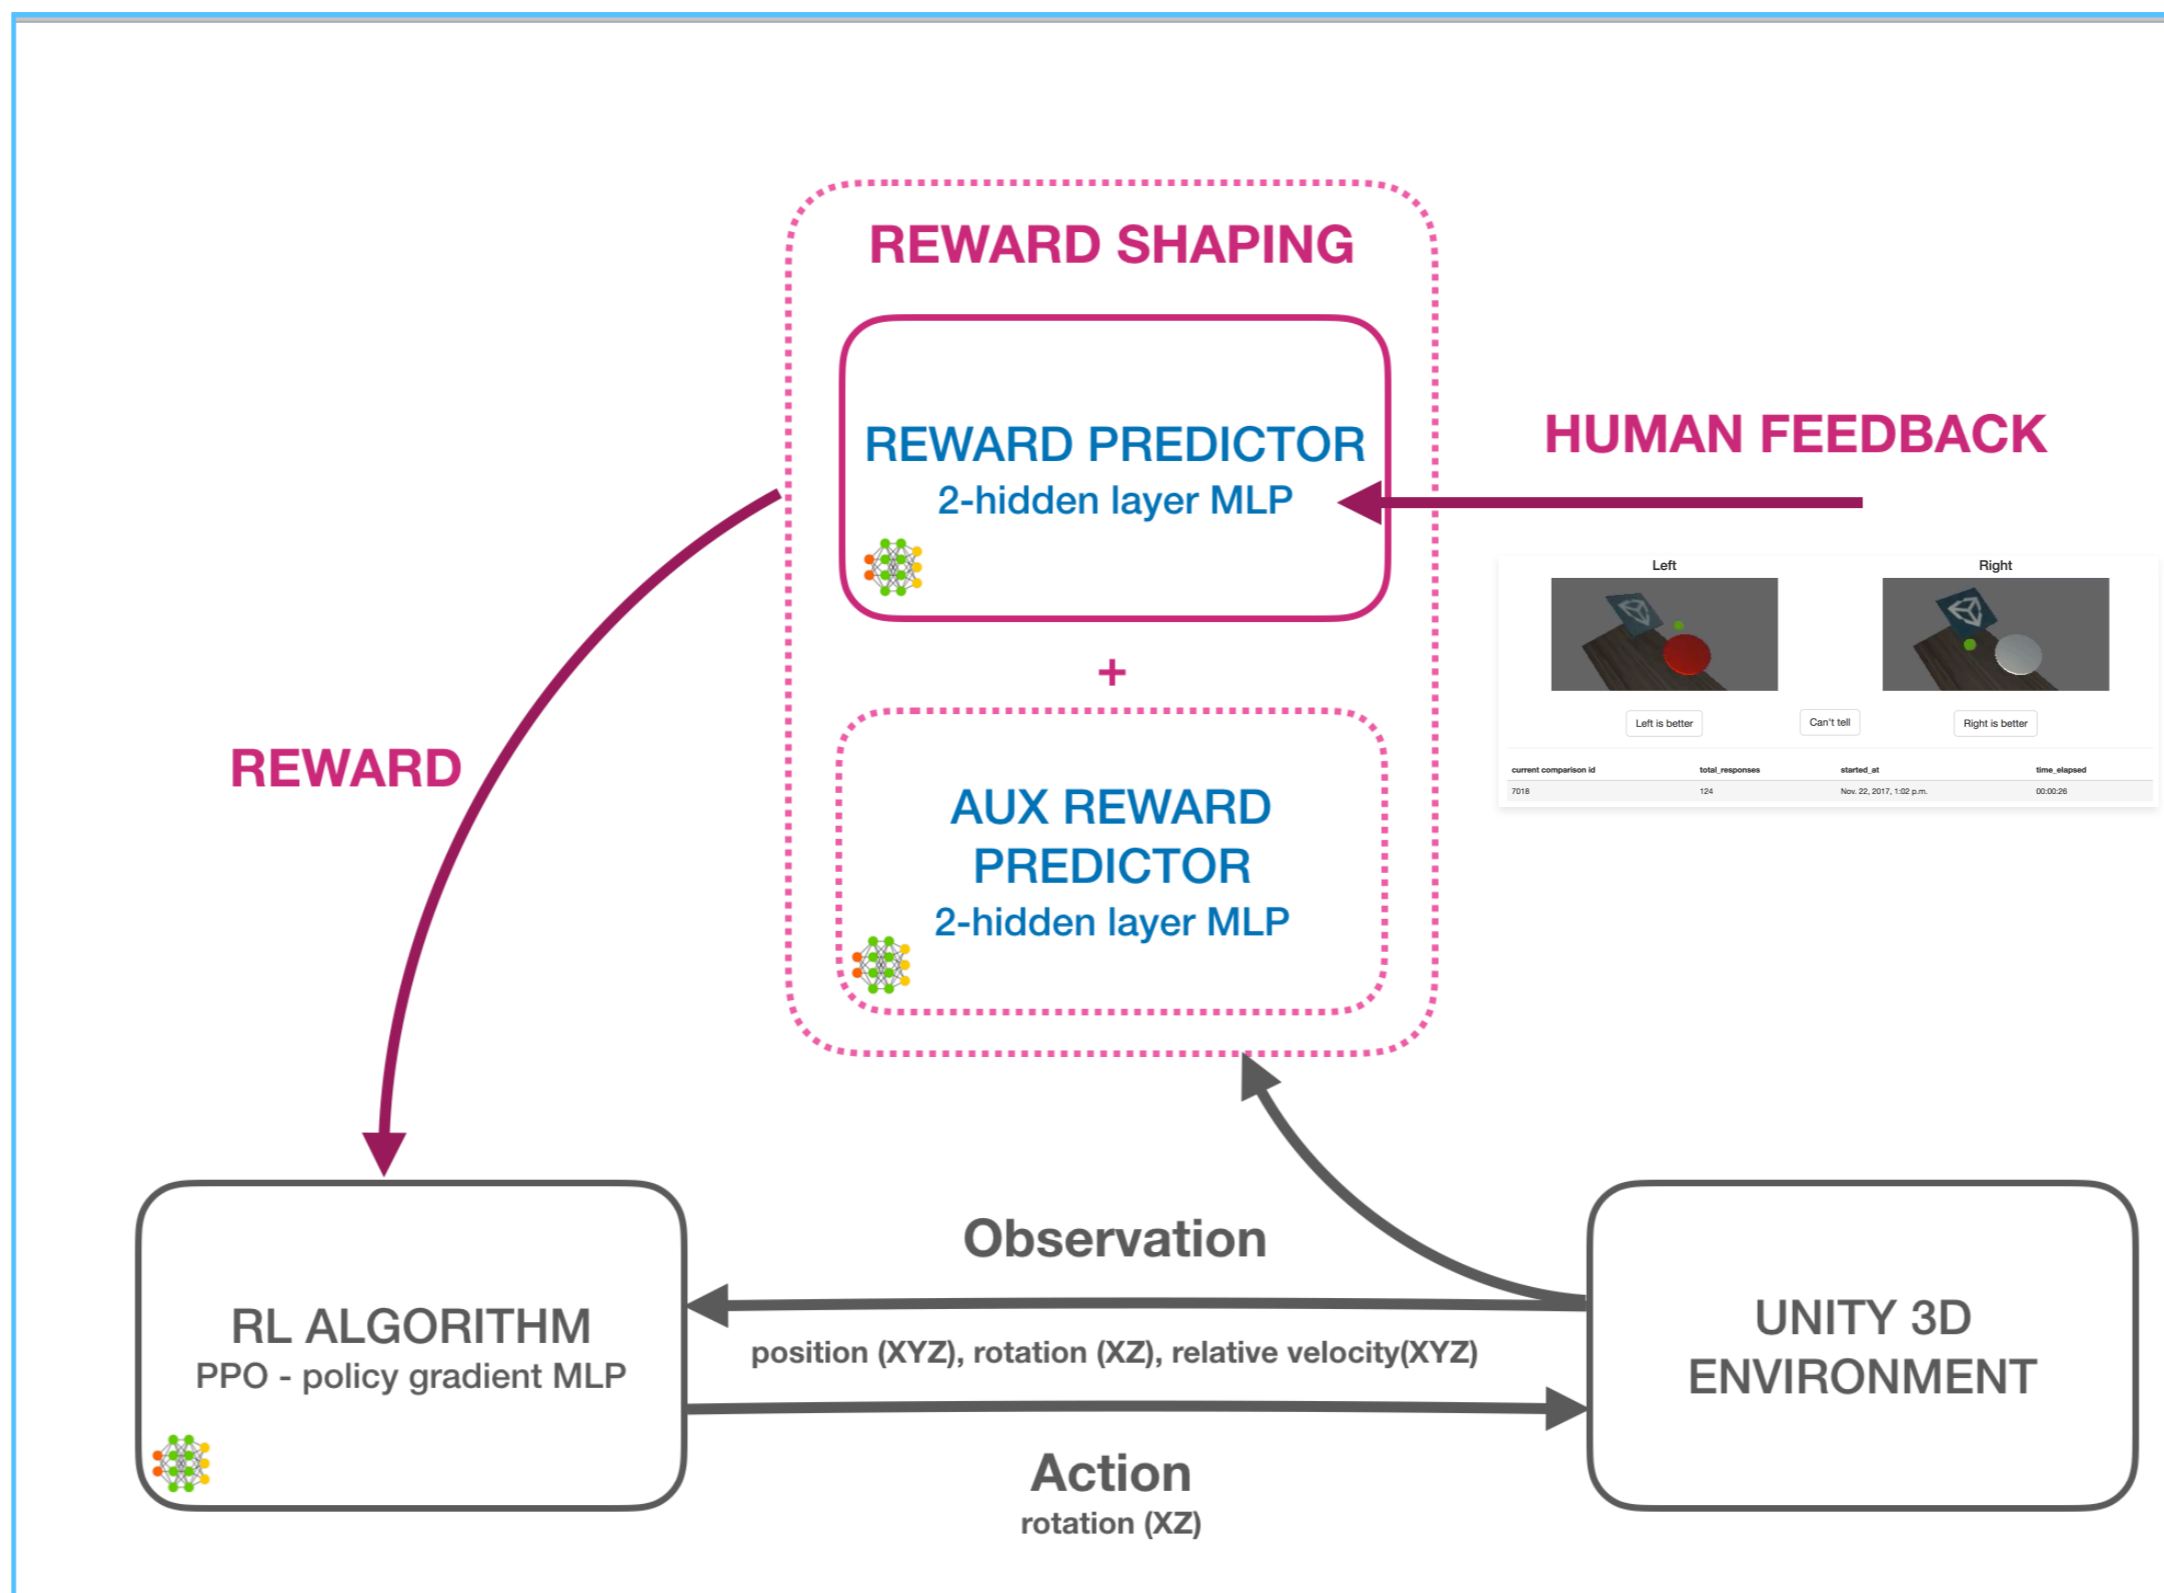 REWARD SHAPING
REWARD PREDICTOR
2-hidden layer MLP
HUMAN FEEDBACK
Left
Right
Left is better
Can't tell
Right is better
current comparison id total_responses started_at time_elapsed
7018 124 Nov. 22, 2017, 1:02 p.m. 00:00:26
+
REWARD
AUX REWARD
PREDICTOR
2-hidden layer MLP
Observation
position (XYZ), rotation (XZ), relative velocity(XYZ)
RL ALGORITHM
PPO - policy gradient MLP
UNITY 3D
ENVIRONMENT
Action
rotation (XZ)